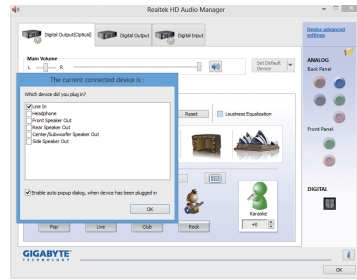 Realtek HD Audio Manager
Digital Output(Optical)
Digital Output
Digital Input
Device advanced settings
Main Volume
L
R
Set Default Device
ANALOG
Back Panel
The current connected device is :
Which device did you plug in?
Line In
Headphone
Front Speaker Out
Rear Speaker Out
Center/Subwoofer Speaker Out
Side Speaker Out
Enable auto popup dialog, when device has been plugged in
OK
Reset
Loudness Equalization
Front Panel
DIGITAL
Karaoke
+0
Pop
Live
Club
Rock
GIGABYTE
TECHNOLOGY
OK